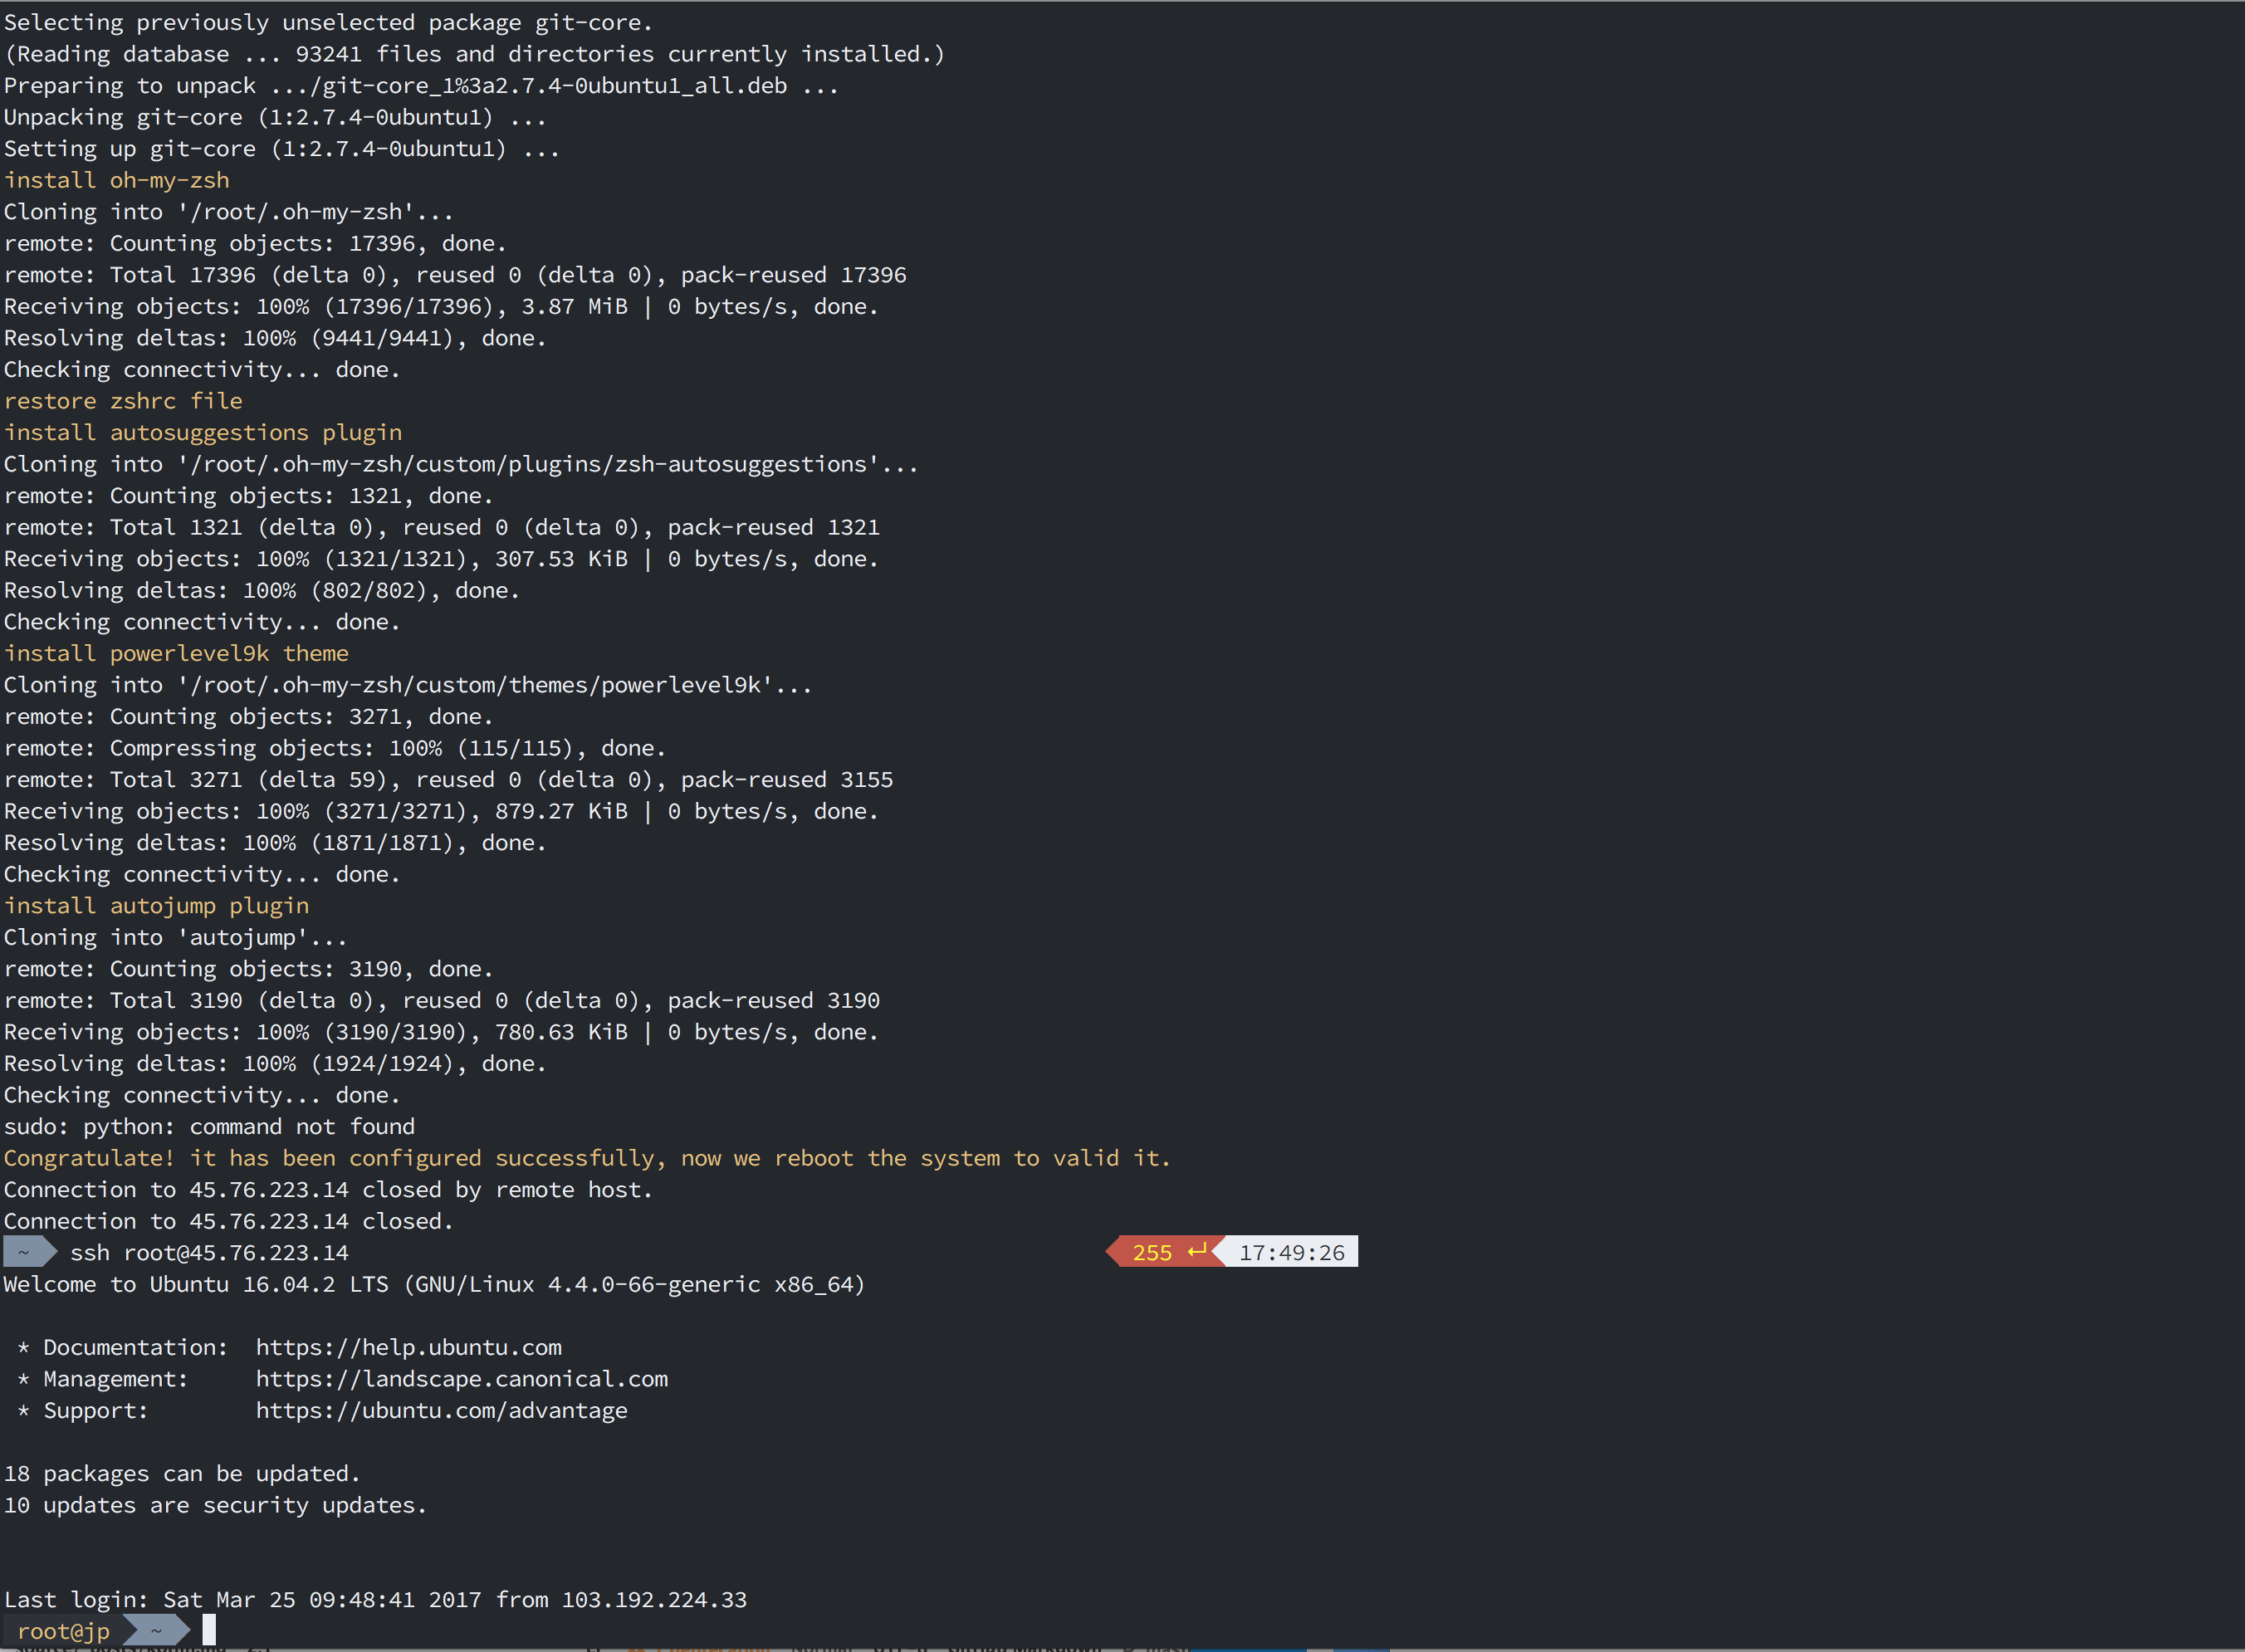 Selecting previously unselected package git-core.
(Reading database ... 93241 files and directories currently installed.)
Preparing to unpack .../git-core_1%3a2.7.4-0ubuntu1_all.deb ...
Unpacking git-core (1:2.7.4-0ubuntu1) ...
Setting up git-core (1:2.7.4-0ubuntu1) ...
install oh-my-zsh
Cloning into '/root/.oh-my-zsh'...
remote: Counting objects: 17396, done.
remote: Total 17396 (delta 0), reused 0 (delta 0), pack-reused 17396
Receiving objects: 100% (17396/17396), 3.87 MiB | 0 bytes/s, done.
Resolving deltas: 100% (9441/9441), done.
Checking connectivity... done.
restore zshrc file
install autosuggestions plugin
Cloning into '/root/.oh-my-zsh/custom/plugins/zsh-autosuggestions'...
remote: Counting objects: 1321, done.
remote: Total 1321 (delta 0), reused 0 (delta 0), pack-reused 1321
Receiving objects: 100% (1321/1321), 307.53 KiB | 0 bytes/s, done.
Resolving deltas: 100% (802/802), done.
Checking connectivity... done.
install powerlevel9k theme
Cloning into '/root/.oh-my-zsh/custom/themes/powerlevel9k'...
remote: Counting objects: 3271, done.
remote: Compressing objects: 100% (115/115), done.
remote: Total 3271 (delta 59), reused 0 (delta 0), pack-reused 3155
Receiving objects: 100% (3271/3271), 879.27 KiB | 0 bytes/s, done.
Resolving deltas: 100% (1871/1871), done.
Checking connectivity... done.
install autojump plugin
Cloning into 'autojump'...
remote: Counting objects: 3190, done.
remote: Total 3190 (delta 0), reused 0 (delta 0), pack-reused 3190
Receiving objects: 100% (3190/3190), 780.63 KiB | 0 bytes/s, done.
Resolving deltas: 100% (1924/1924), done.
Checking connectivity... done.
sudo: python: command not found
Congratulate! it has been configured successfully, now we reboot the system to valid it.
Connection to 45.76.223.14 closed by remote host.
Connection to 45.76.223.14 closed.
~ ssh root@45.76.223.14 255 ↵ 17:49:26
Welcome to Ubuntu 16.04.2 LTS (GNU/Linux 4.4.0-66-generic x86_64)
* Documentation: https://help.ubuntu.com
* Management: https://landscape.canonical.com
* Support: https://ubuntu.com/advantage
18 packages can be updated.
10 updates are security updates.
Last login: Sat Mar 25 09:48:41 2017 from 103.192.224.33
root@jp ~